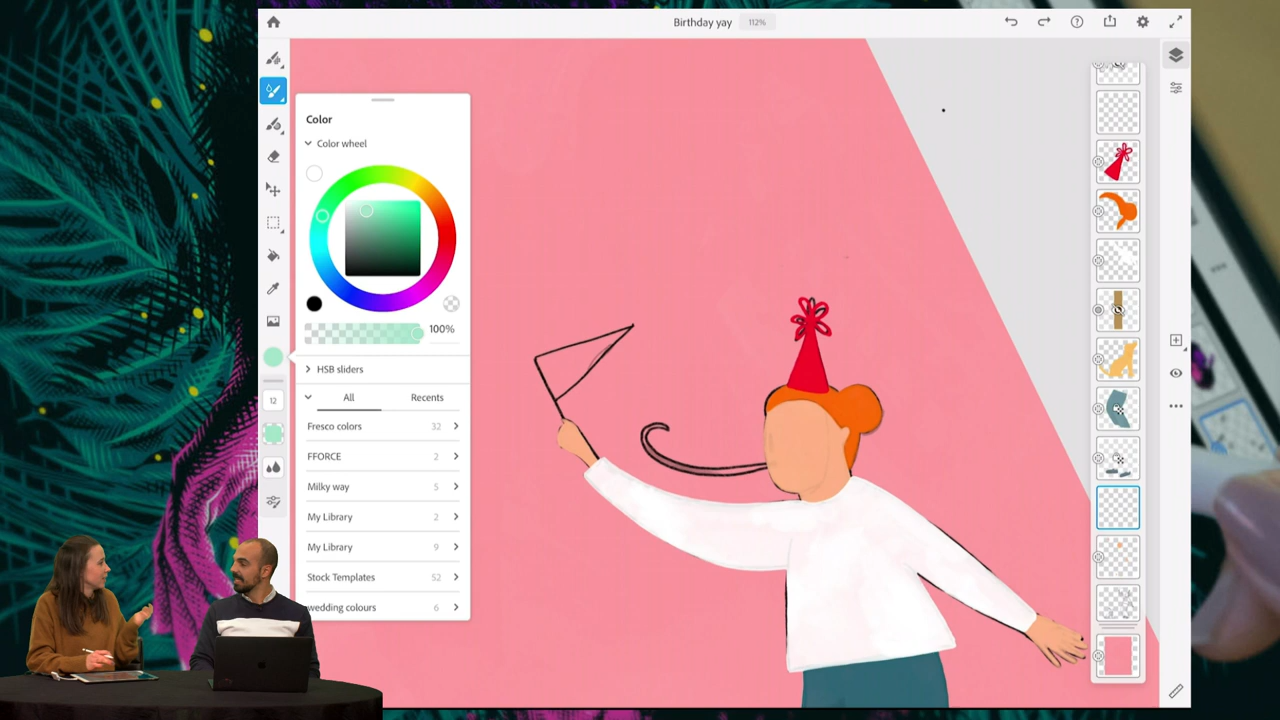 Birthday yay 112%
Color
Color wheel
100%
HSB sliders
All Recents
Fresco colors 32
FFORCE 2
Milky way 5
My Library 2
My Library 9
Stock Templates 52
wedding colours 6
12